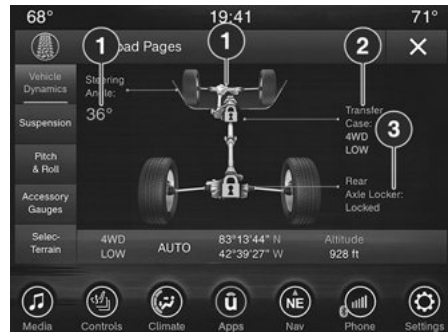 68°
19:41
71°
1
1
2
oad Pages
Vehicle
Dynamics
Steering
Angle:
36°
Transfer
Case:
4WD
LOW
3
Suspension
Pitch
& Roll
Rear
Axle Locker:
Locked
Accessory
Gauges
Selec-
Terrain
4WD
LOW
AUTO
83°13'44" N
42°39'27" W
Altitude
928 ft
Media
Controls
Climate
Apps
NE
Nav
Phone
Settings